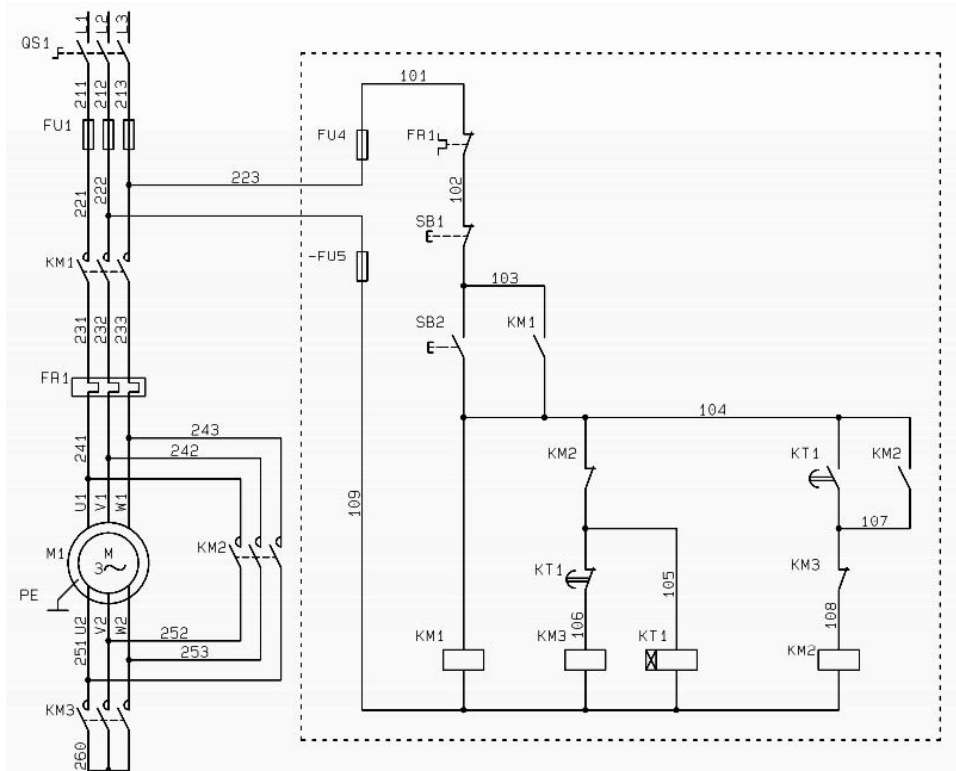 L1 L2 L3
QS1
211 212 213
FU1
221 222
223
KM1
231 232 233
FR1
241
243
242
U1 V1 W1
M1
M
3
PE
KM2
U2 V2 W2
251
252
253
KM3
260
101
FU4
FR1
102
SB1
-FU5
103
SB2
KM1
104
109
KM2
KT1
KM2
107
KT1
105
KM3
106
108
KM1
KM3
KT1
KM2